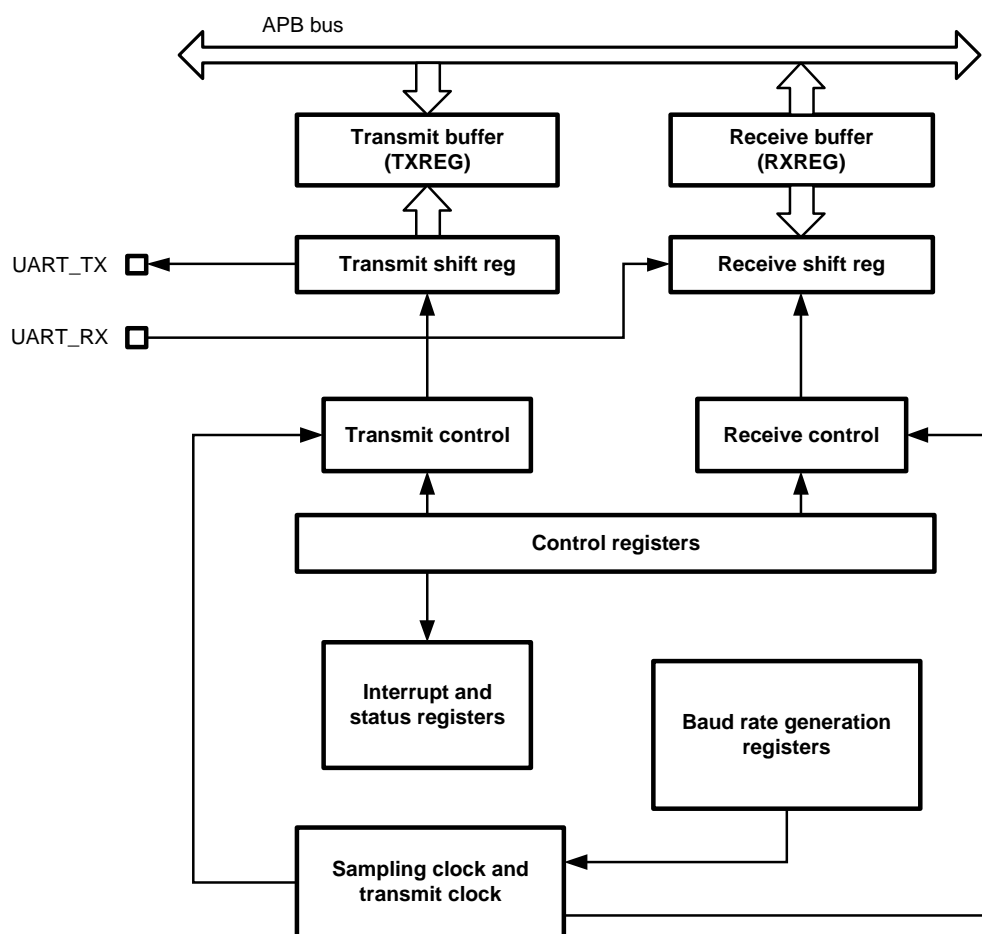 APB bus
Transmit buffer
(TXREG)
Receive buffer
(RXREG)
UART_TX
Transmit shift reg
Receive shift reg
UART_RX
Transmit control
Receive control
Control registers
Interrupt and
status registers
Baud rate generation
registers
Sampling clock and
transmit clock